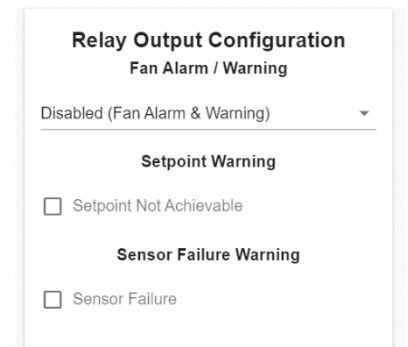 Relay Output Configuration
Fan Alarm / Warning
Disabled (Fan Alarm & Warning)
Setpoint Warning
Setpoint Not Achievable
Sensor Failure Warning
Sensor Failure